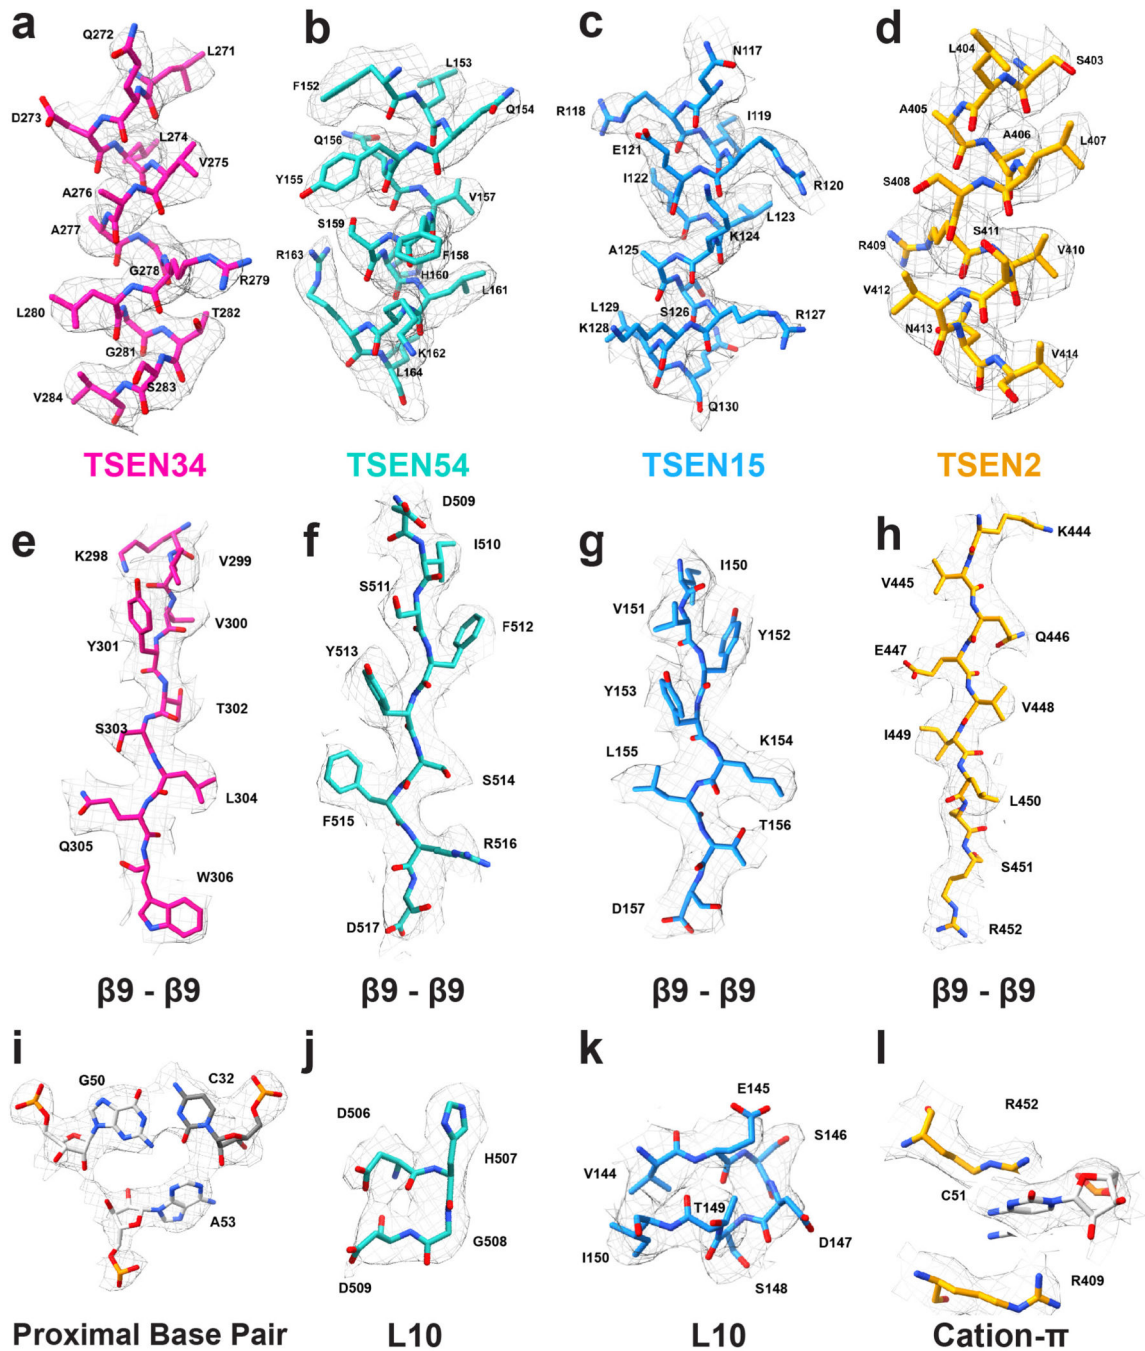 a
Q272
L271
D273
L274
V275
A276
A277
G278
R279
L280
T282
G281
S283
V284
TSEN34
b
L153
F152
Q154
Q156
Y155
V157
S159
R163
F158
H160
L161
K162
L164
TSEN54
c
N117
R118
I119
E121
I122
R120
L123
K124
A125
L129
S126
R127
K128
Q130
TSEN15
d
L404
S403
A405
A406
L407
S408
S411
R409
V410
V412
N413
V414
TSEN2
e
K298
V299
V300
Y301
T302
S303
L304
Q305
W306
β9 - β9
f
D509
I510
S511
F512
Y513
S514
F515
R516
D517
β9 - β9
g
I150
V151
Y152
Y153
K154
L155
T156
D157
β9 - β9
h
K444
V445
Q446
E447
V448
I449
L450
S451
R452
β9 - β9
i
G50
C32
A53
Proximal Base Pair
j
D506
H507
G508
D509
L10
k
E145
S146
V144
T149
D147
I150
S148
L10
l
R452
C51
R409
Cation-π